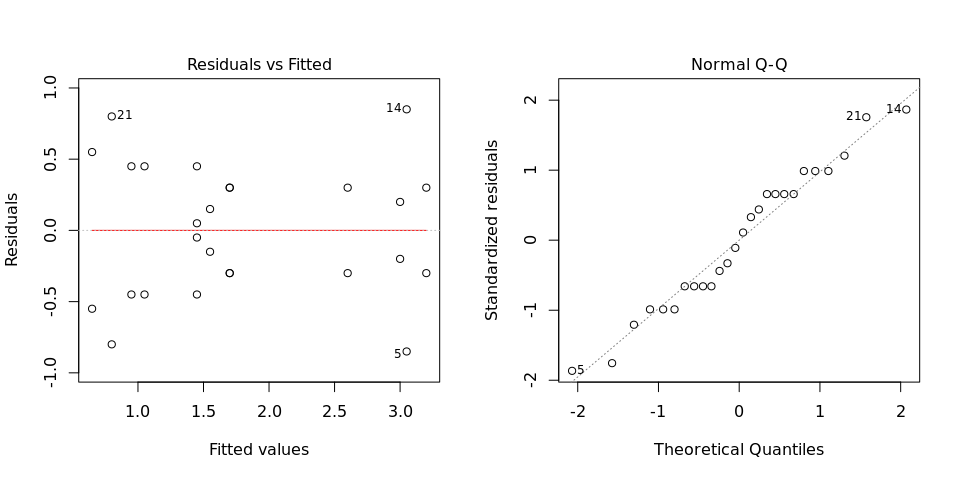 Residuals vs Fitted
Residuals
1.0
0.5
0.0
-0.5
-1.0
21
14
5
1.0 1.5 2.0 2.5 3.0
Fitted values
Normal Q-Q
Standardized residuals
2
1
0
-1
-2
21
14
5
-2 -1 0 1 2
Theoretical Quantiles